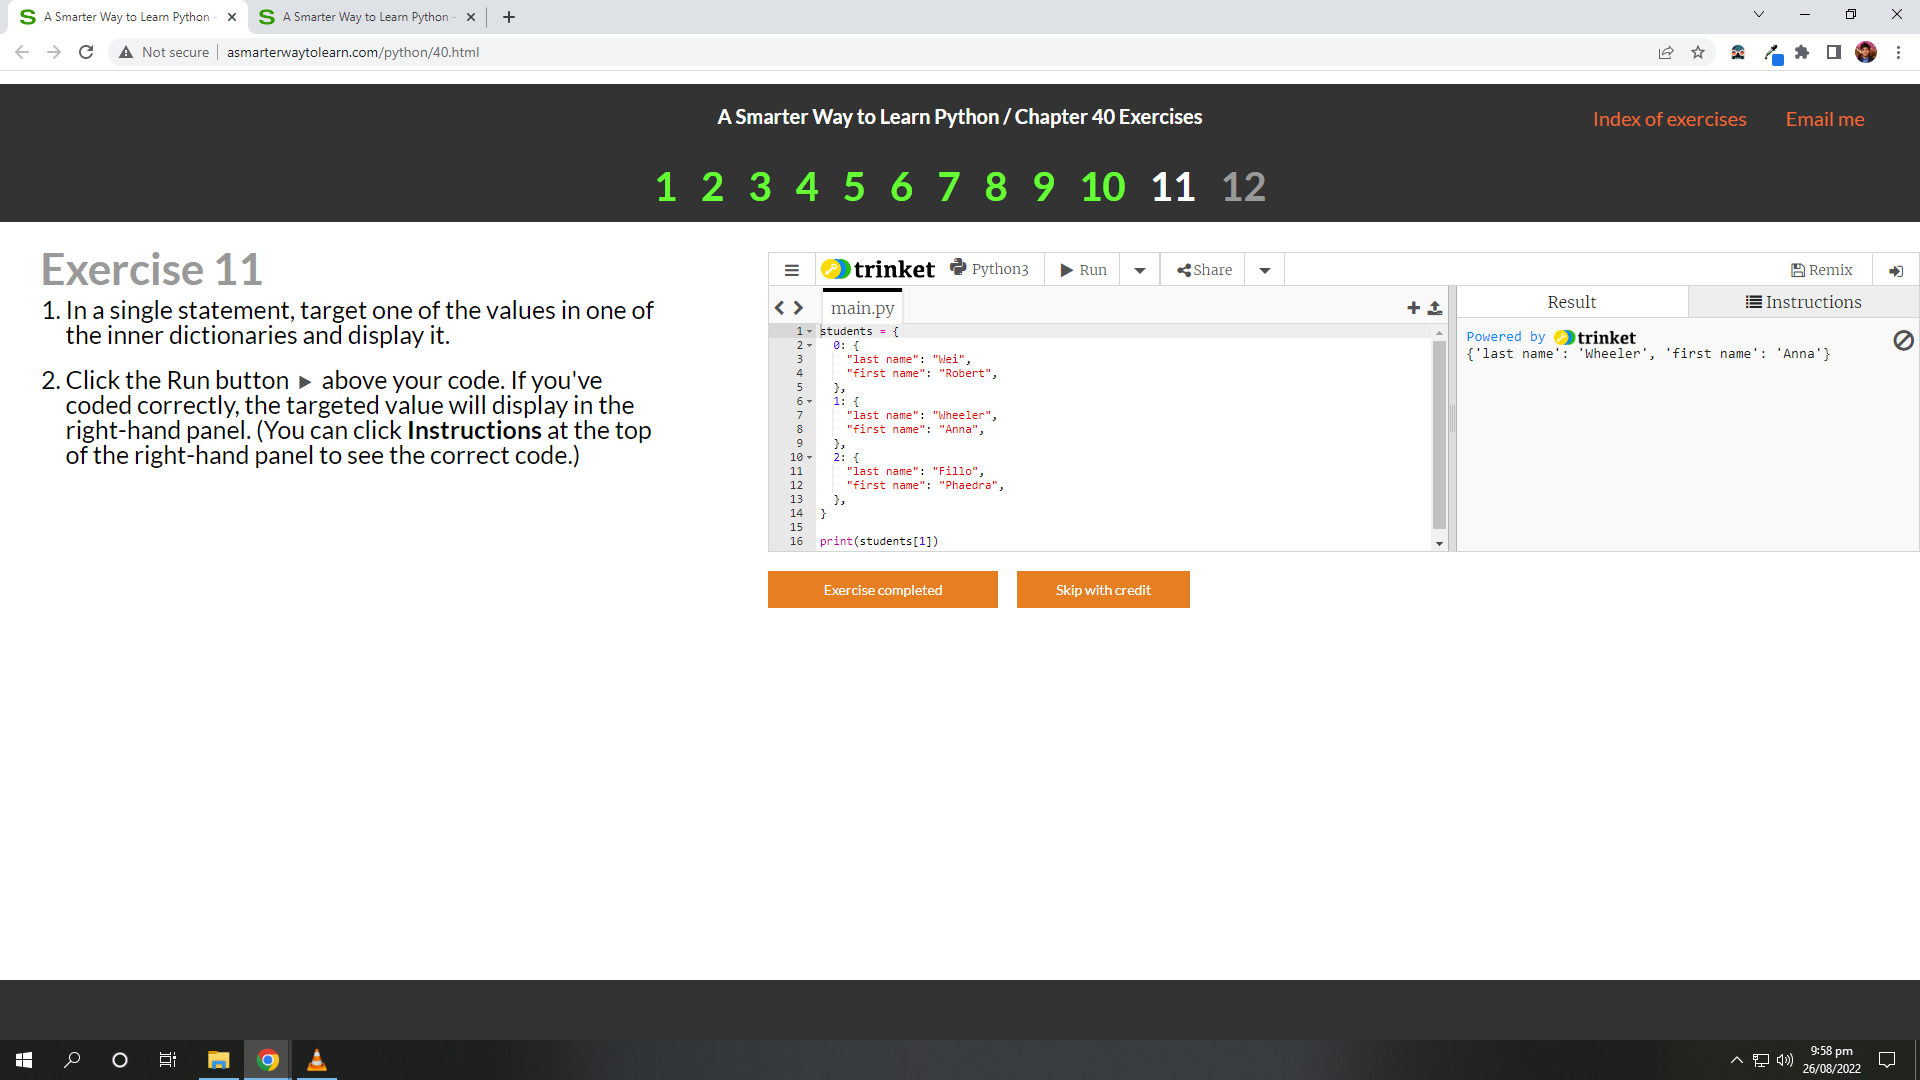 A Smarter Way to Learn Python -
A Smarter Way to Learn Python -
Not secure
asmarterwaytolearn.com/python/40.html
A Smarter Way to Learn Python / Chapter 40 Exercises
Index of exercises
Email me
1 2 3 4 5 6 7 8 9 10 11 12
Exercise 11
1. In a single statement, target one of the values in one of
the inner dictionaries and display it.
2. Click the Run button ▶ above your code. If you've
coded correctly, the targeted value will display in the
right-hand panel. (You can click Instructions at the top
of the right-hand panel to see the correct code.)
trinket
Python3
Run
Share
Remix
main.py
1 students = {
2 0: {
3 "last name": "Wei",
4 "first name": "Robert",
5 },
6 1: {
7 "last name": "Wheeler",
8 "first name": "Anna",
9 },
10 2: {
11 "last name": "Fillo",
12 "first name": "Phaedra",
13 },
14 }
15
16 print(students[1])
Result
Instructions
Powered by trinket
{'last name': 'Wheeler', 'first name': 'Anna'}
Exercise completed
Skip with credit
9:58 pm
26/08/2022